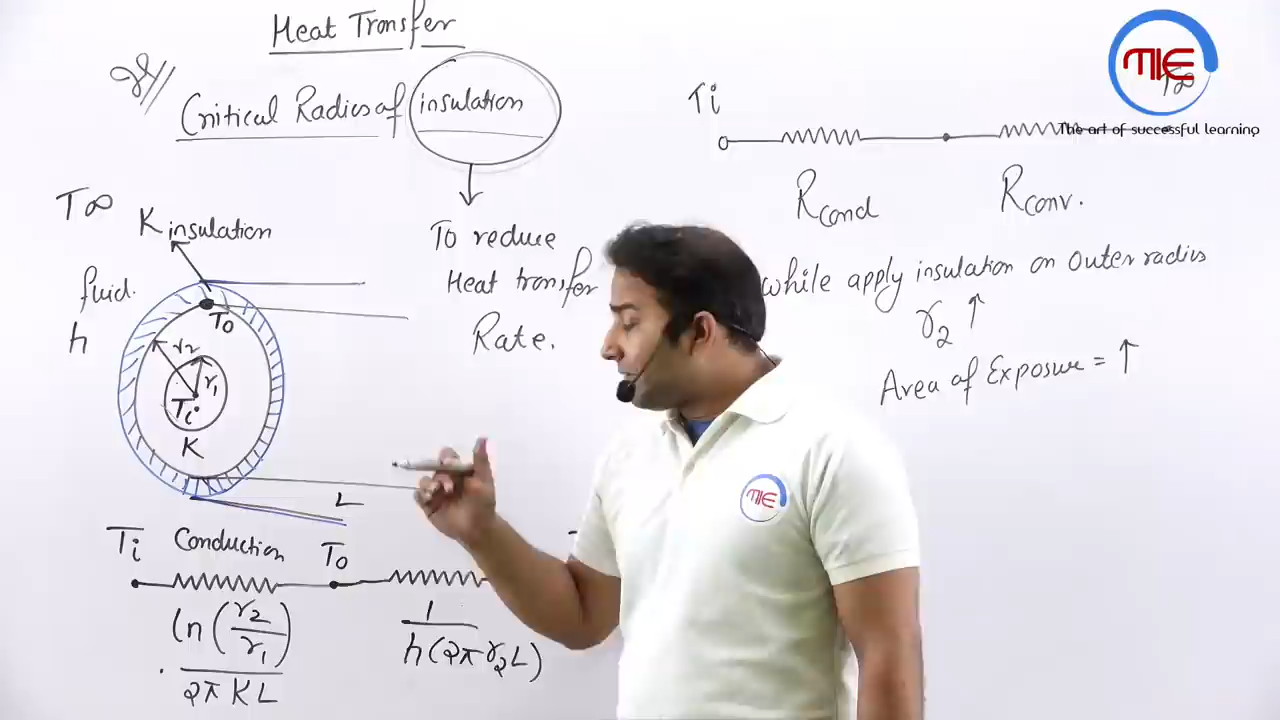 Heat Transfer
Critical Radius of insulation
To reduce
Heat transfer
Rate.
T∞
K insulation
fluid.
h
To
r2
r1
Ti
K
L
Ti Conduction To
ln(r2/r1)
2πKL
1
h(2πr2L)
Ti
T∞
Rcond Rconv.
while apply insulation on outer radius
r2 ↑
Area of Exposure = ↑
MIE
The art of successful learning
MIE